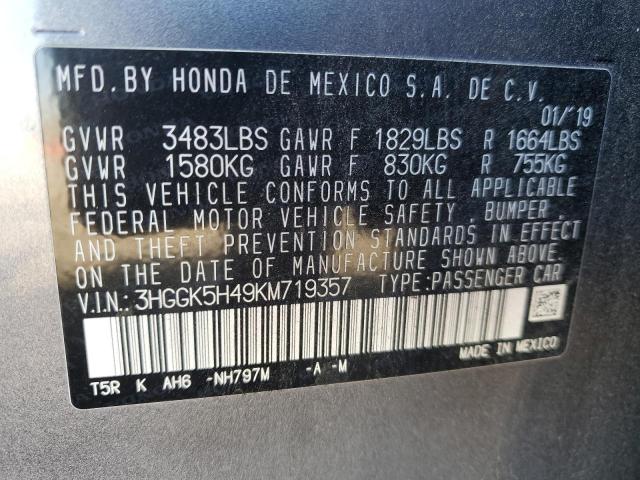 MFD. BY HONDA DE MEXICO S.A. DE C.V.
01/'19
GVWR 3483LBS GAWR F 1829LBS R 1664LBS
GVWR 1580KG GAWR F 830KG R 755KG
THIS VEHICLE CONFORMS TO ALL APPLICABLE
FEDERAL MOTOR VEHICLE SAFETY, BUMPER,
AND THEFT PREVENTION STANDARDS IN EFFECT
ON THE DATE OF MANUFACTURE SHOWN ABOVE.
V.I.N.: 3HGGK5H49KM719357 TYPE:PASSENGER CAR
MADE IN MEXICO
T5R K AH6 -NH797M -A -M